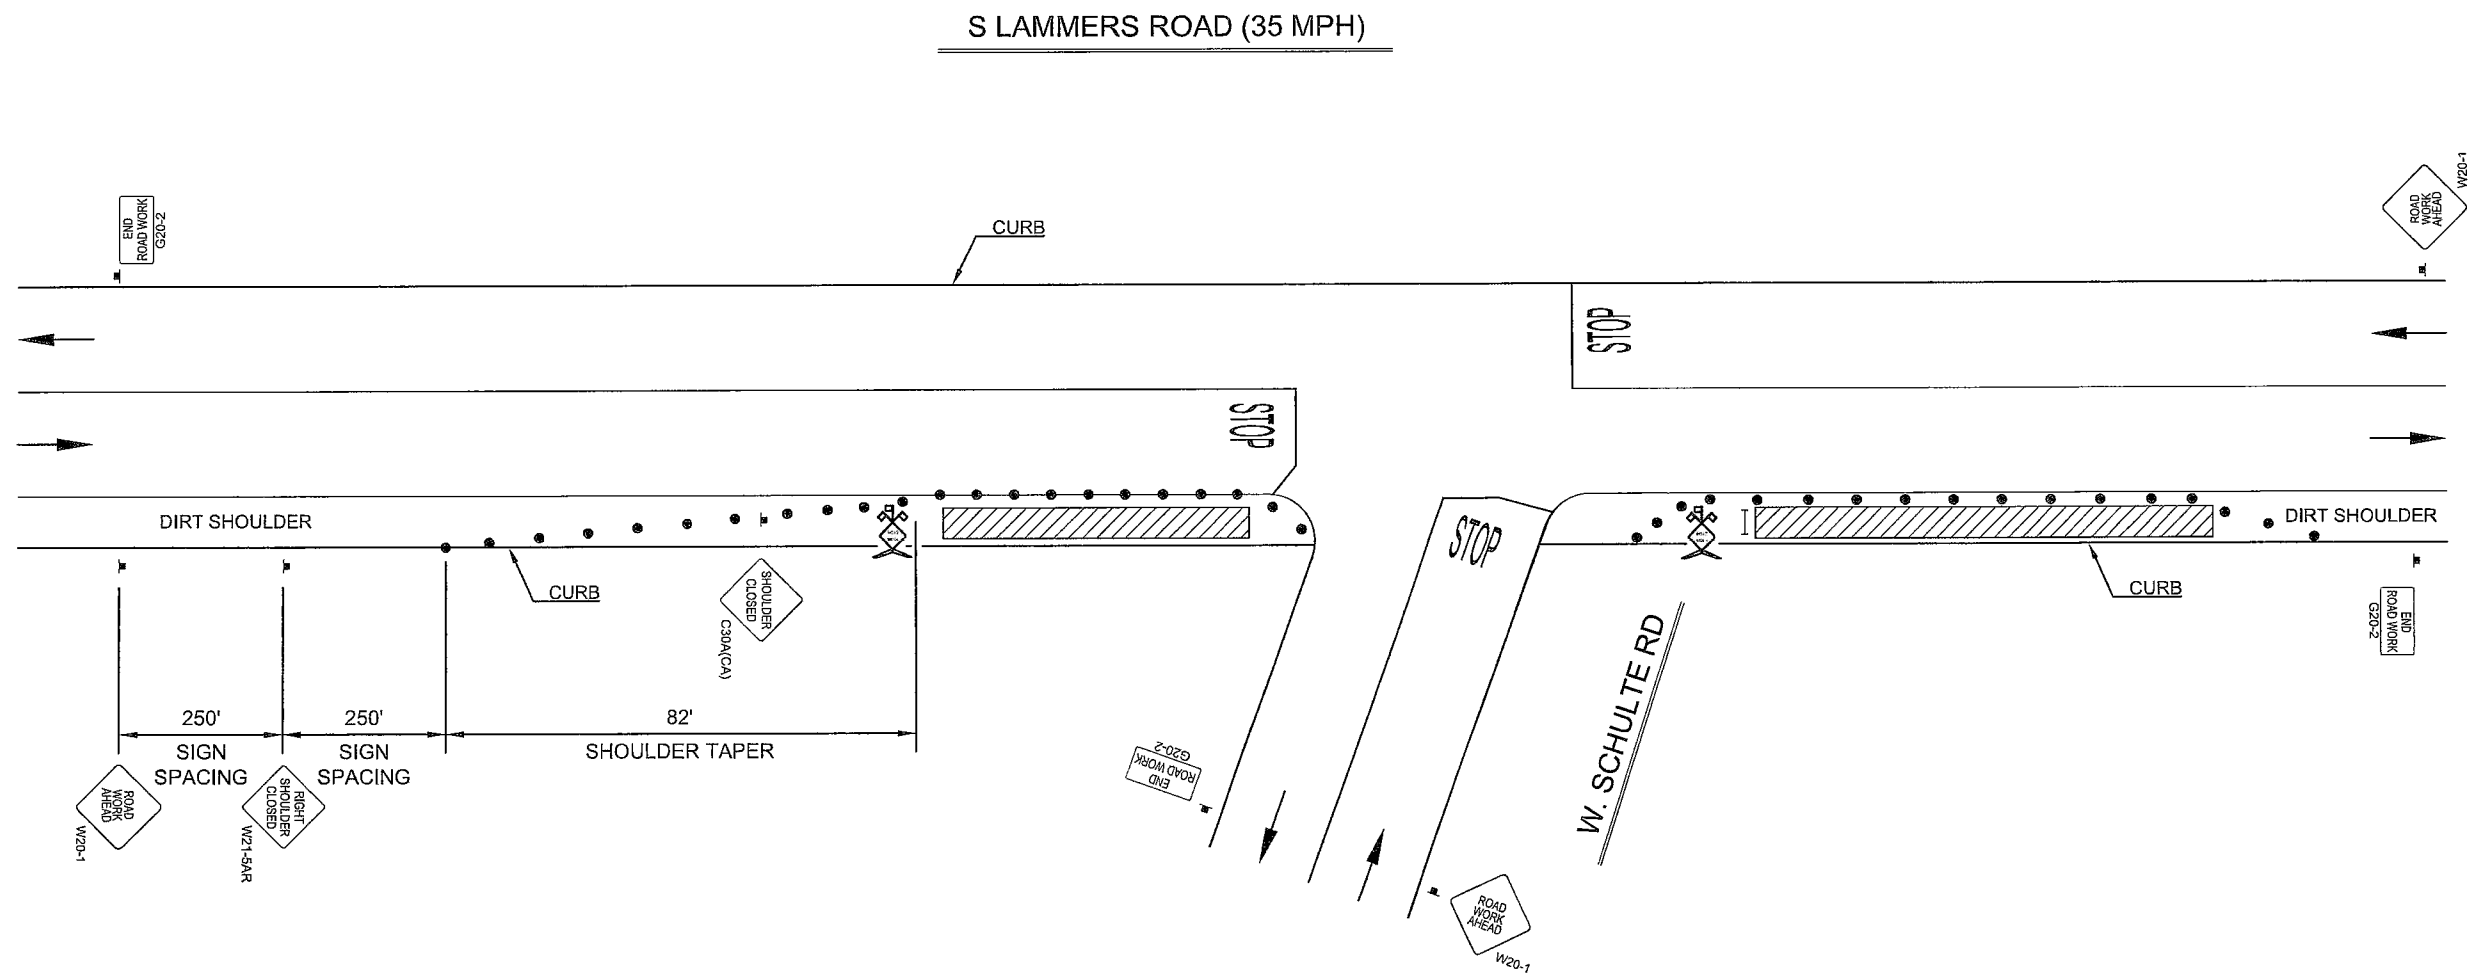 S LAMMERS ROAD (35 MPH)
END
ROAD WORK
G20-2
CURB
ROAD
WORK
AHEAD
W20-1
STOP
STOP
DIRT SHOULDER
DIRT SHOULDER
STOP
CURB
SHOULDER
CLOSED
C30A(CA)
CURB
END
ROAD WORK
G20-2
W. SCHULTE RD
250'
SIGN
SPACING
250'
SIGN
SPACING
82'
SHOULDER TAPER
ROAD
WORK
AHEAD
W20-1
RIGHT
SHOULDER
CLOSED
W21-5AR
END
ROAD WORK
G20-2
ROAD
WORK
AHEAD
W20-1